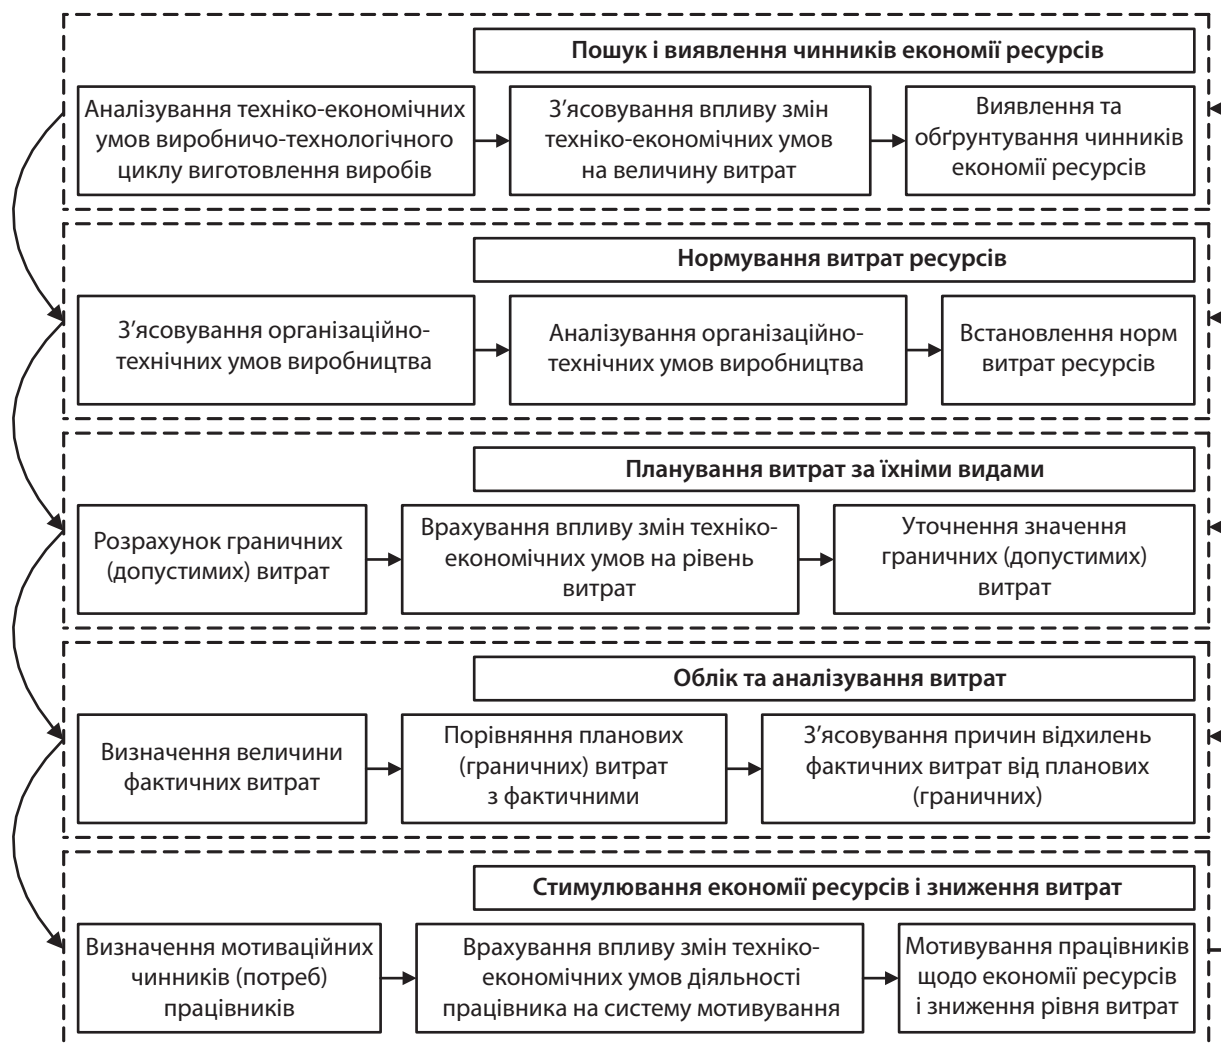 Пошук і виявлення чинників економії ресурсів
Аналізування техніко-економічних
умов виробничо-технологічного
циклу виготовлення виробів
З'ясовування впливу змін
техніко-економічних умов
на величину витрат
Виявлення та
обґрунтування чинників
економії ресурсів
Нормування витрат ресурсів
З'ясовування організаційно-
технічних умов виробництва
Аналізування організаційно-
технічних умов виробництва
Встановлення норм
витрат ресурсів
Планування витрат за їхніми видами
Розрахунок граничних
(допустимих) витрат
Врахування впливу змін техніко-
економічних умов на рівень
витрат
Уточнення значення
граничних (допустимих)
витрат
Облік та аналізування витрат
Визначення величини
фактичних витрат
Порівняння планових
(граничних) витрат
з фактичними
З'ясовування причин відхилень
фактичних витрат від планових
(граничних)
Стимулювання економії ресурсів і зниження витрат
Визначення мотиваційних
чинників (потреб)
працівників
Врахування впливу змін техніко-
економічних умов діяльності
працівника на систему мотивування
Мотивування працівників
щодо економії ресурсів
і зниження рівня витрат